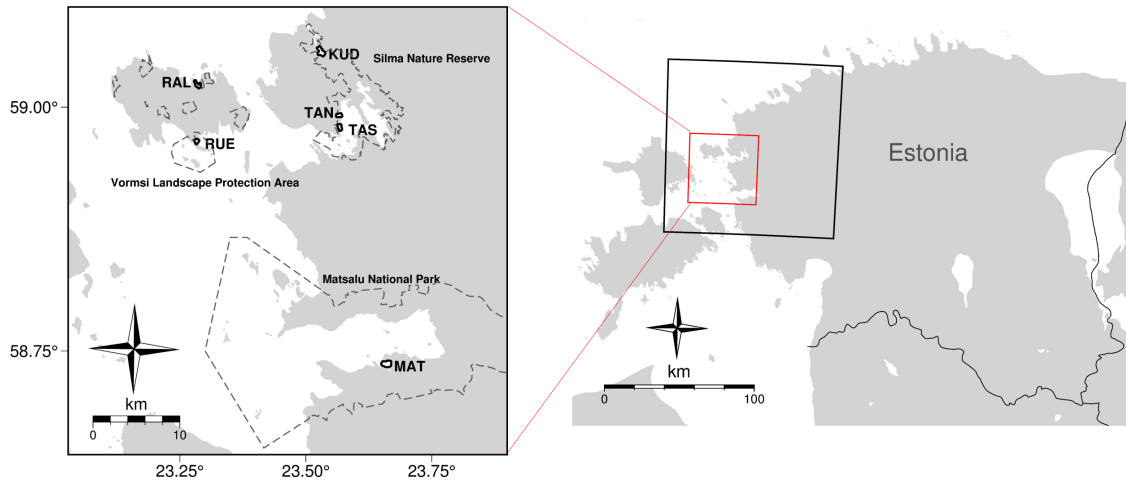 KUD
Silma Nature Reserve
RAL
59.00°
TAN
TAS
RUE
Vormsi Landscape Protection Area
Matsalu National Park
58.75°
MAT
km
0
10
23.25°
23.50°
23.75°
Estonia
km
0
100